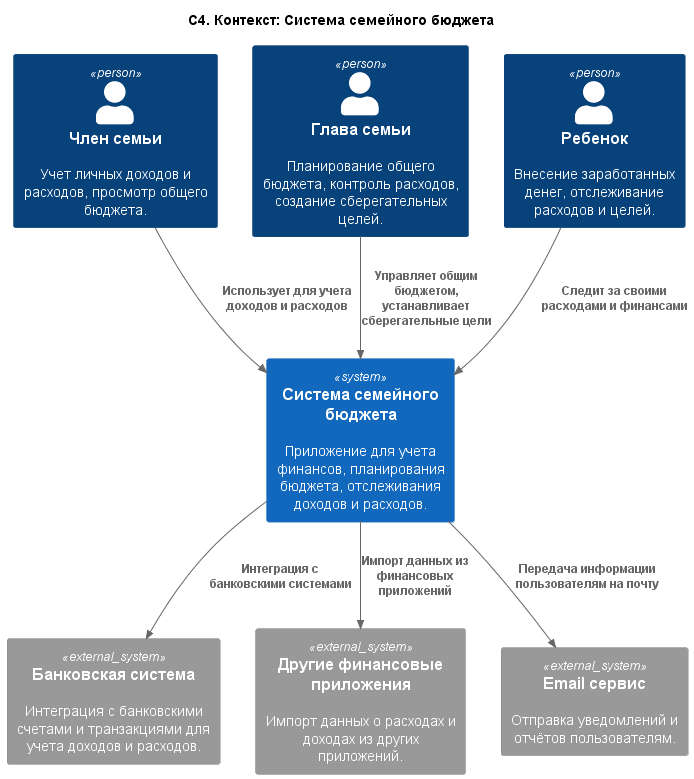 C4. Контекст: Система семейного бюджета
«person»
Член семьи
Учет личных доходов и
расходов, просмотр общего
бюджета.
«person»
Глава семьи
Планирование общего
бюджета, контроль расходов,
создание сберегательных
целей.
«person»
Ребенок
Внесение заработанных
денег, отслеживание
расходов и целей.
Использует для учета
доходов и расходов
Управляет общим
бюджетом,
устанавливает
сберегательные цели
Следит за своими
расходами и финансами
«system»
Система семейного
бюджета
Приложение для учета
финансов, планирования
бюджета, отслеживания
доходов и расходов.
Интеграция с
банковскими системами
Импорт данных из
финансовых
приложений
Передача информации
пользователям на почту
«external_system»
Банковская система
Интеграция с банковскими
счетами и транзакциями для
учета доходов и расходов.
«external_system»
Другие финансовые
приложения
Импорт данных о расходах и
доходах из других
приложений.
«external_system»
Email сервис
Отправка уведомлений и
отчётов пользователям.